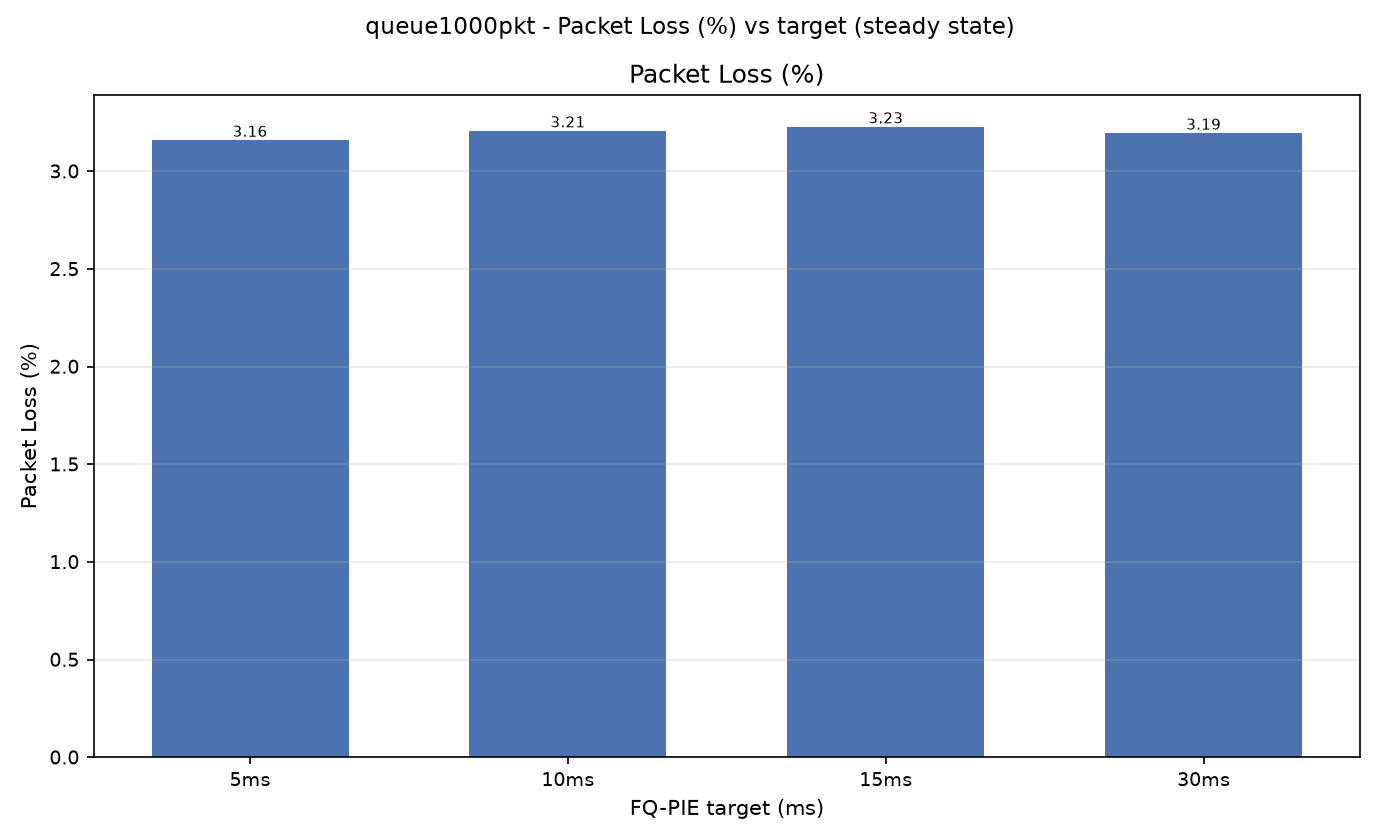 queue1000pkt - Packet Loss (%) vs target (steady state)
Packet Loss (%)
3.16
3.21
3.23
3.19
3.0
2.5
2.0
1.5
1.0
0.5
0.0
Packet Loss (%)
5ms
10ms
15ms
30ms
FQ-PIE target (ms)